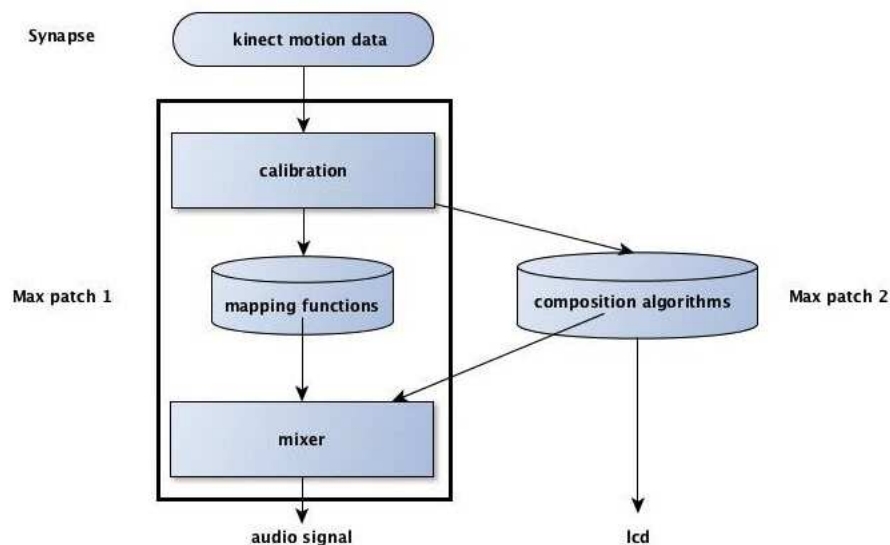 Synapse
kinect motion data
calibration
Max patch 1
mapping functions
composition algorithms
Max patch 2
mixer
audio signal
lcd